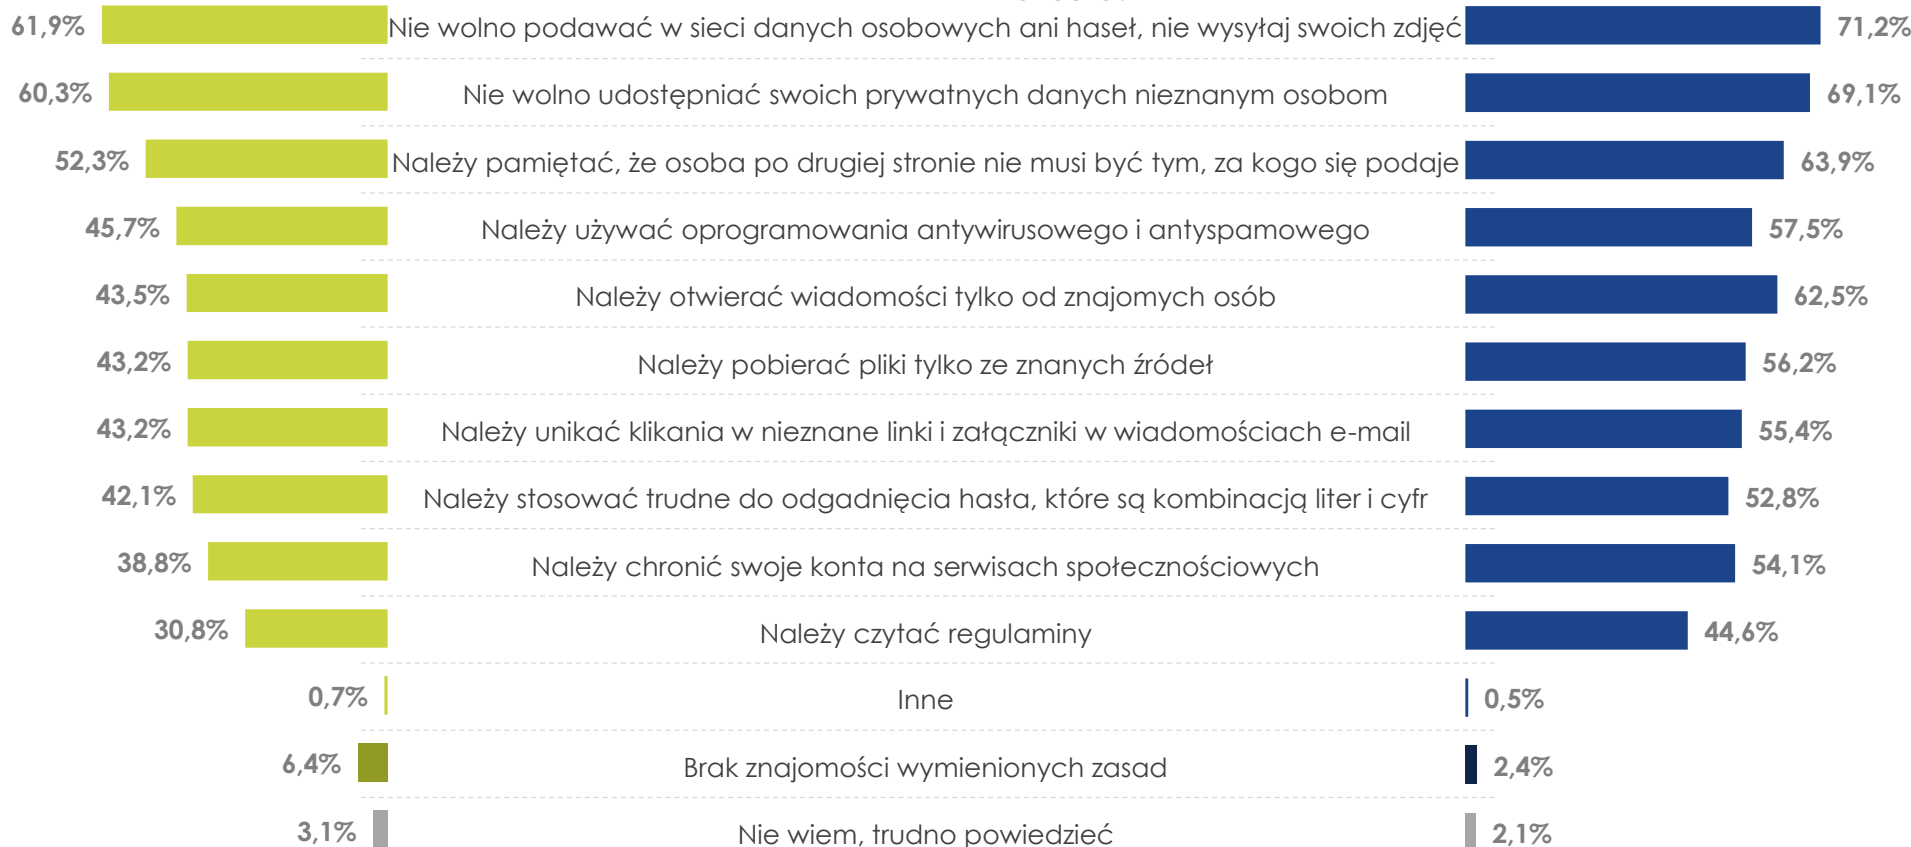 61,9% Nie wolno podawać w sieci danych osobowych ani haseł, nie wysyłaj swoich zdjęć 71,2%
60,3% Nie wolno udostępniać swoich prywatnych danych nieznanym osobom 69,1%
52,3% Należy pamiętać, że osoba po drugiej stronie nie musi być tym, za kogo się podaje 63,9%
45,7% Należy używać oprogramowania antywirusowego i antyspamowego 57,5%
43,5% Należy otwierać wiadomości tylko od znajomych osób 62,5%
43,2% Należy pobierać pliki tylko ze znanych źródeł 56,2%
43,2% Należy unikać klikania w nieznane linki i załączniki w wiadomościach e-mail 55,4%
42,1% Należy stosować trudne do odgadnięcia hasła, które są kombinacją liter i cyfr 52,8%
38,8% Należy chronić swoje konta na serwisach społecznościowych 54,1%
30,8% Należy czytać regulaminy 44,6%
0,7% Inne 0,5%
6,4% Brak znajomości wymienionych zasad 2,4%
3,1% Nie wiem, trudno powiedzieć 2,1%